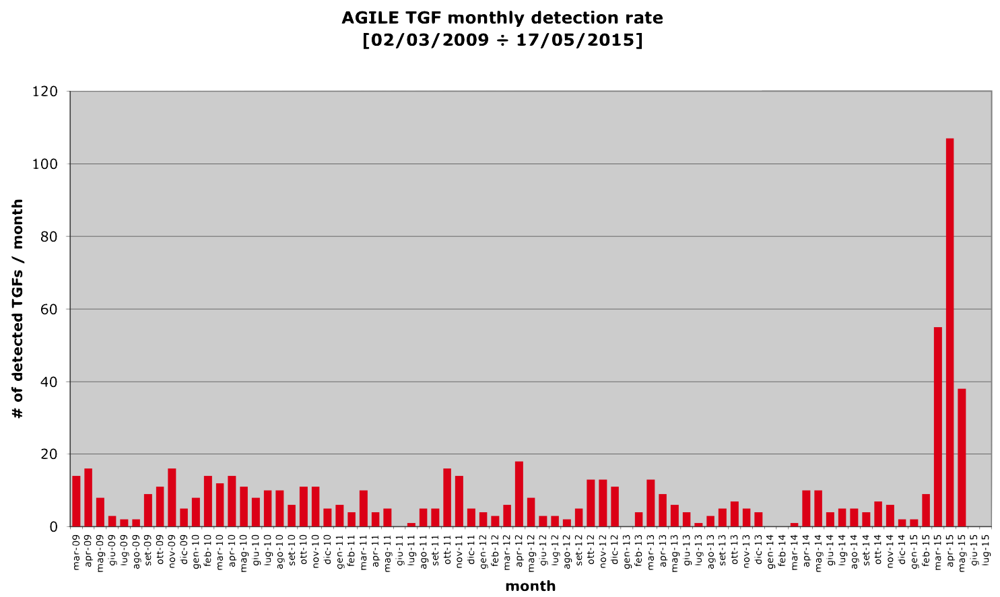 AGILE TGF monthly detection rate
[02/03/2009 ÷ 17/05/2015]
# of detected TGFs / month
120
100
80
60
40
20
0
mar-09
apr-09
mag-09
giu-09
lug-09
ago-09
set-09
ott-09
nov-09
dic-09
gen-10
feb-10
mar-10
apr-10
mag-10
giu-10
lug-10
ago-10
set-10
ott-10
nov-10
dic-10
gen-11
feb-11
mar-11
apr-11
mag-11
giu-11
lug-11
ago-11
set-11
ott-11
nov-11
dic-11
gen-12
feb-12
mar-12
apr-12
mag-12
giu-12
lug-12
ago-12
set-12
ott-12
nov-12
dic-12
gen-13
feb-13
mar-13
apr-13
mag-13
giu-13
lug-13
ago-13
set-13
ott-13
nov-13
dic-13
gen-14
feb-14
mar-14
apr-14
mag-14
giu-14
lug-14
ago-14
set-14
ott-14
nov-14
dic-14
gen-15
feb-15
mar-15
apr-15
mag-15
giu-15
lug-15
month